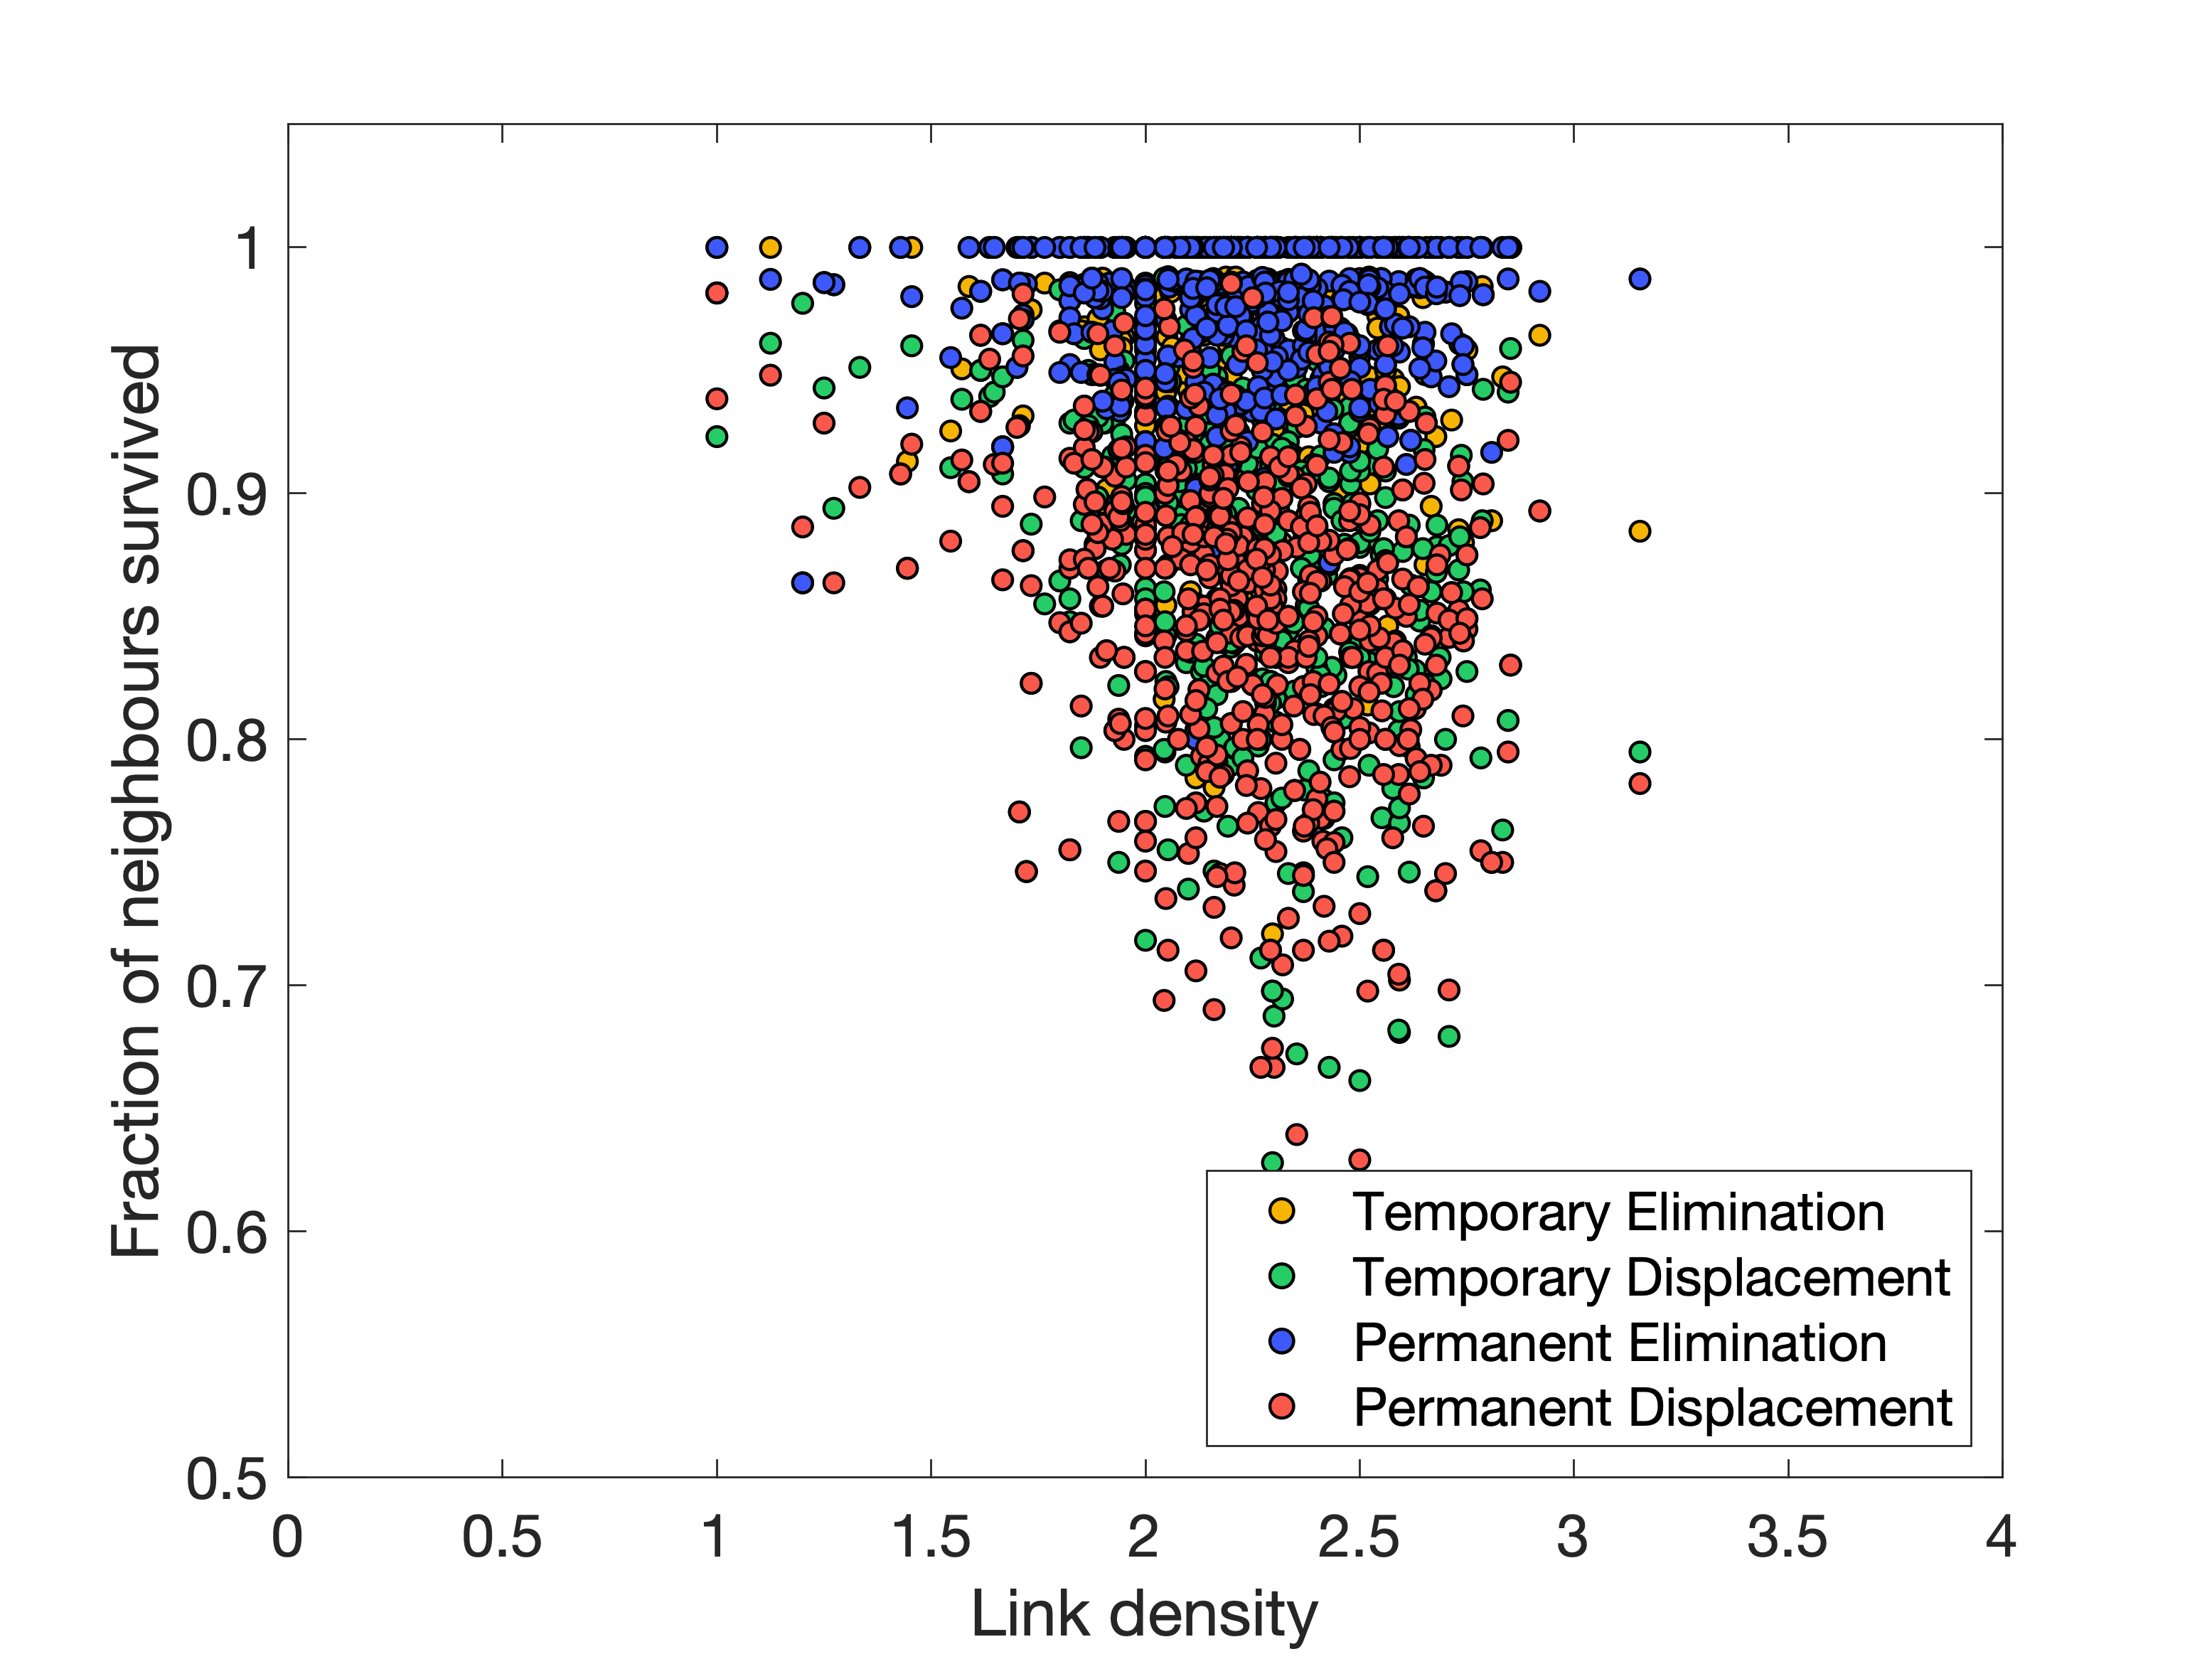 Fraction of neighbours survived
1
0.9
0.8
0.7
0.6
0.5
0 0.5 1 1.5 2 2.5 3 3.5 4
Link density
Temporary Elimination
Temporary Displacement
Permanent Elimination
Permanent Displacement